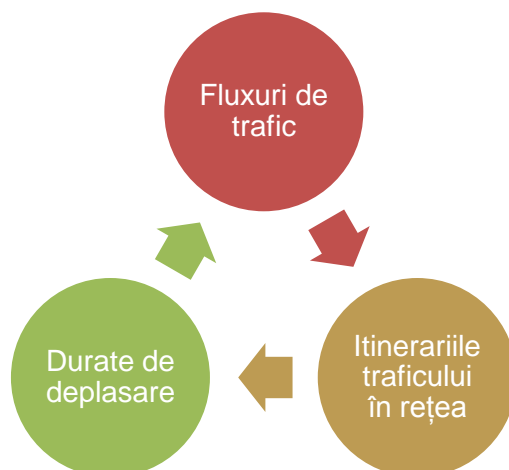 Fluxuri de
trafic
Itinerariile
traficului
în rețea
Durate de
deplasare